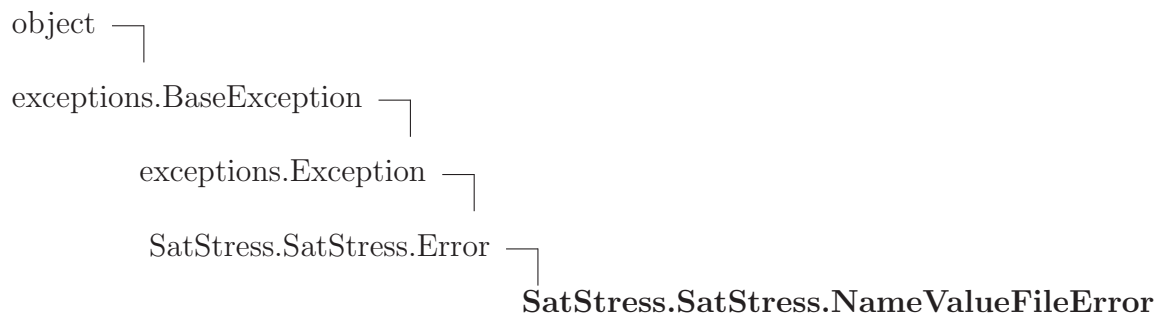 object
exceptions.BaseException
exceptions.Exception
SatStress.SatStress.Error
SatStress.SatStress.NameValueFileError